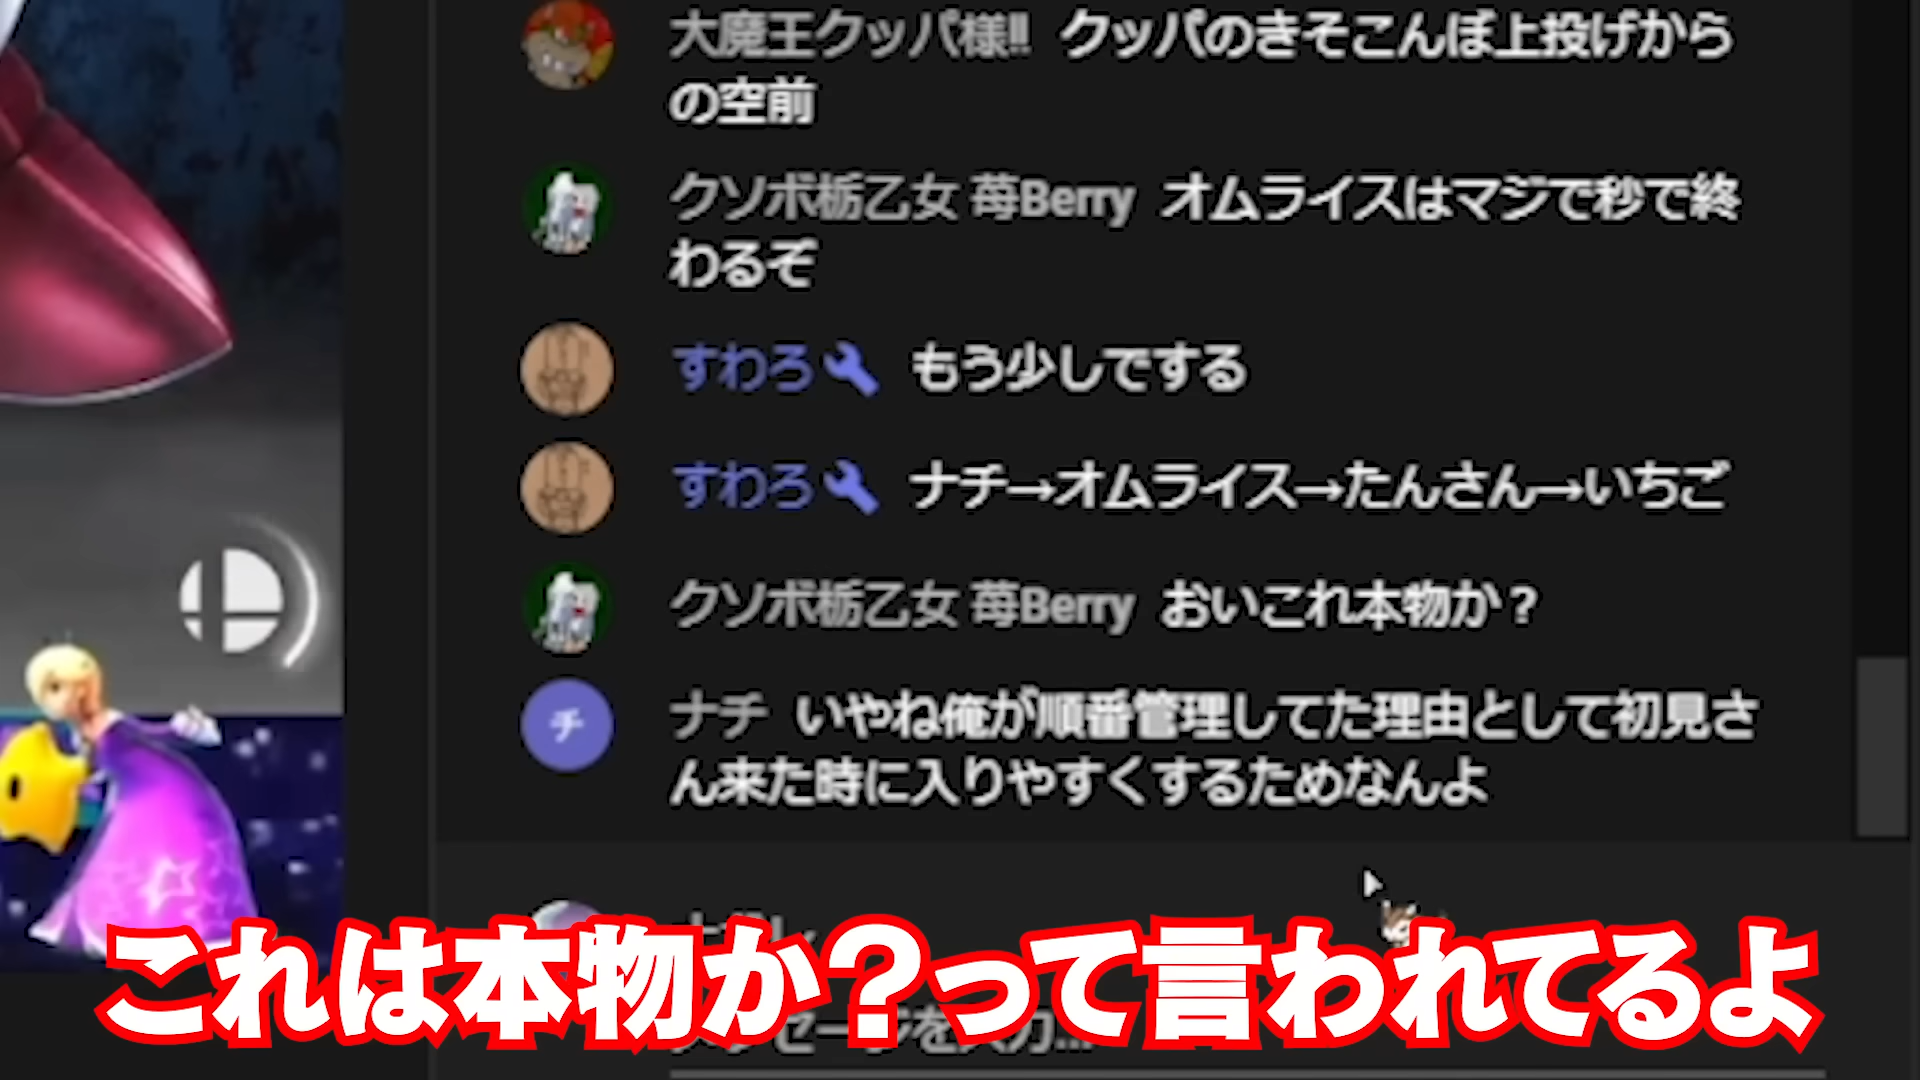 大魔王クッパ様‼ クッパのきそこんぼ上投げから
の空前
クソボ栃乙女 苺Berry オムライスはマジで秒で終
わるぞ
すわろ もう少しでする
すわろ ナチ→オムライス→たんさん→いちご
クソボ栃乙女 苺Berry おいこれ本物か？
チ
ナチ いやね俺が順番管理してた理由として初見さ
ん来た時に入りやすくするためなんよ
これは本物か？って言われてるよ